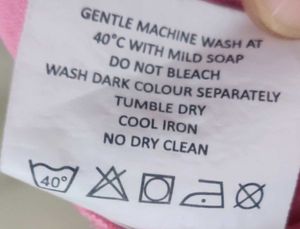 GENTLE MACHINE WASH AT
40°C WITH MILD SOAP
DO NOT BLEACH
WASH DARK COLOUR SEPARATELY
TUMBLE DRY
COOL IRON
NO DRY CLEAN
40°